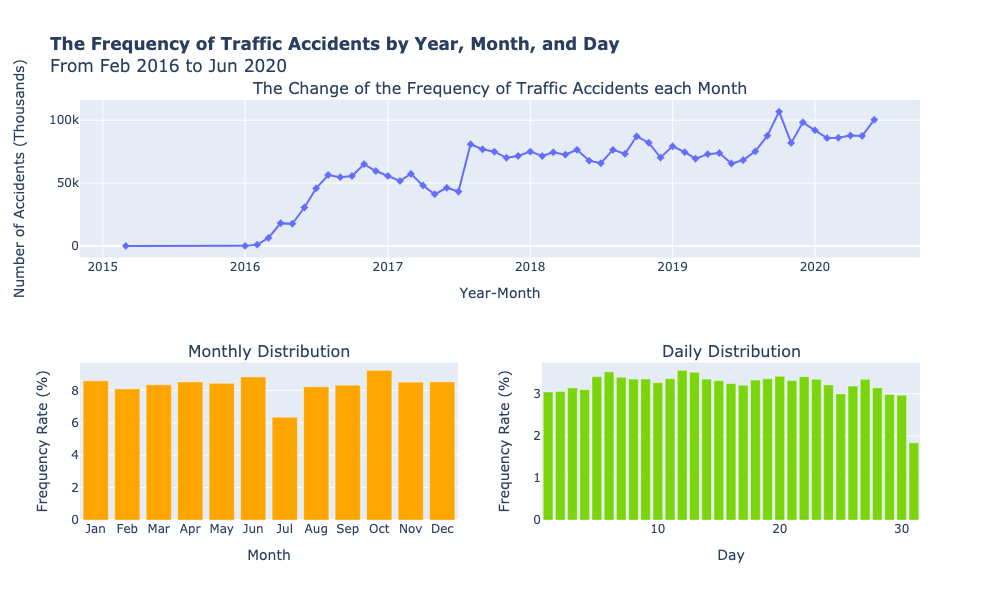 The Frequency of Traffic Accidents by Year, Month, and Day
From Feb 2016 to Jun 2020
The Change of the Frequency of Traffic Accidents each Month
Number of Accidents (Thousands)
100k
50k
0
2015 2016 2017 2018 2019 2020
Year-Month
Monthly Distribution
Frequency Rate (%)
8
6
4
2
0
Jan Feb Mar Apr May Jun Jul Aug Sep Oct Nov Dec
Month
Daily Distribution
Frequency Rate (%)
3
2
1
0
10 20 30
Day